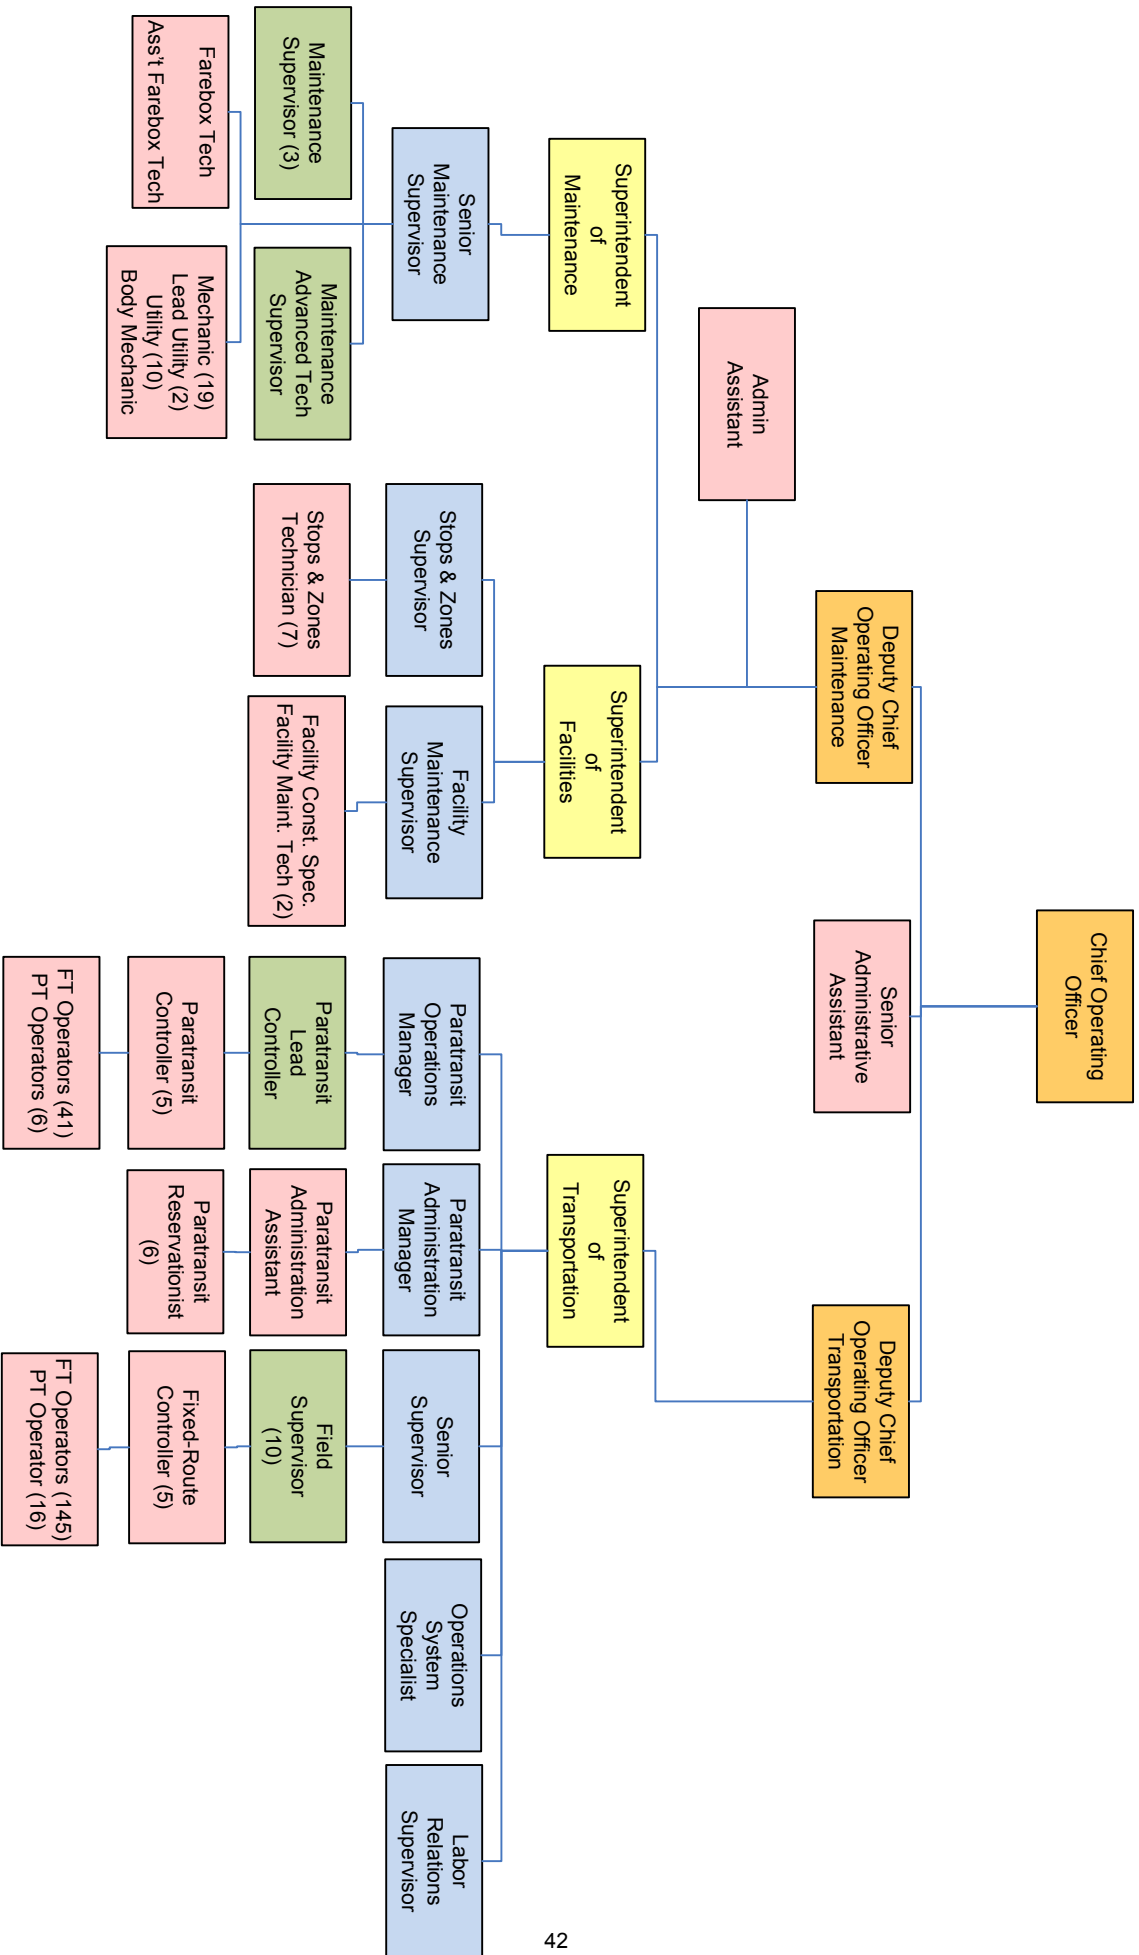 Chief Operating
Officer
Deputy Chief
Operating Officer
Maintenance
Senior
Administrative
Assistant
Deputy Chief
Operating Officer
Transportation
Admin
Assistant
Superintendent
of
Maintenance
Superintendent
of
Facilities
Superintendent
of
Transportation
Senior
Maintenance
Supervisor
Stops & Zones
Supervisor
Facility
Maintenance
Supervisor
Paratransit
Operations
Manager
Paratransit
Administration
Manager
Senior
Supervisor
Operations
System
Specialist
Labor
Relations
Supervisor
Maintenance
Supervisor (3)
Maintenance
Advanced Tech
Supervisor
Stops & Zones
Technician (7)
Facility Const. Spec.
Facility Maint. Tech (2)
Paratransit
Lead
Controller
Paratransit
Administration
Assistant
Field
Supervisor
(10)
Farebox Tech
Ass't Farebox Tech
Mechanic (19)
Lead Utility (2)
Utility (10)
Body Mechanic
Paratransit
Controller (5)
Paratransit
Reservationist
(6)
Fixed-Route
Controller (5)
FT Operators (41)
PT Operators (6)
FT Operators (145)
PT Operator (16)
42